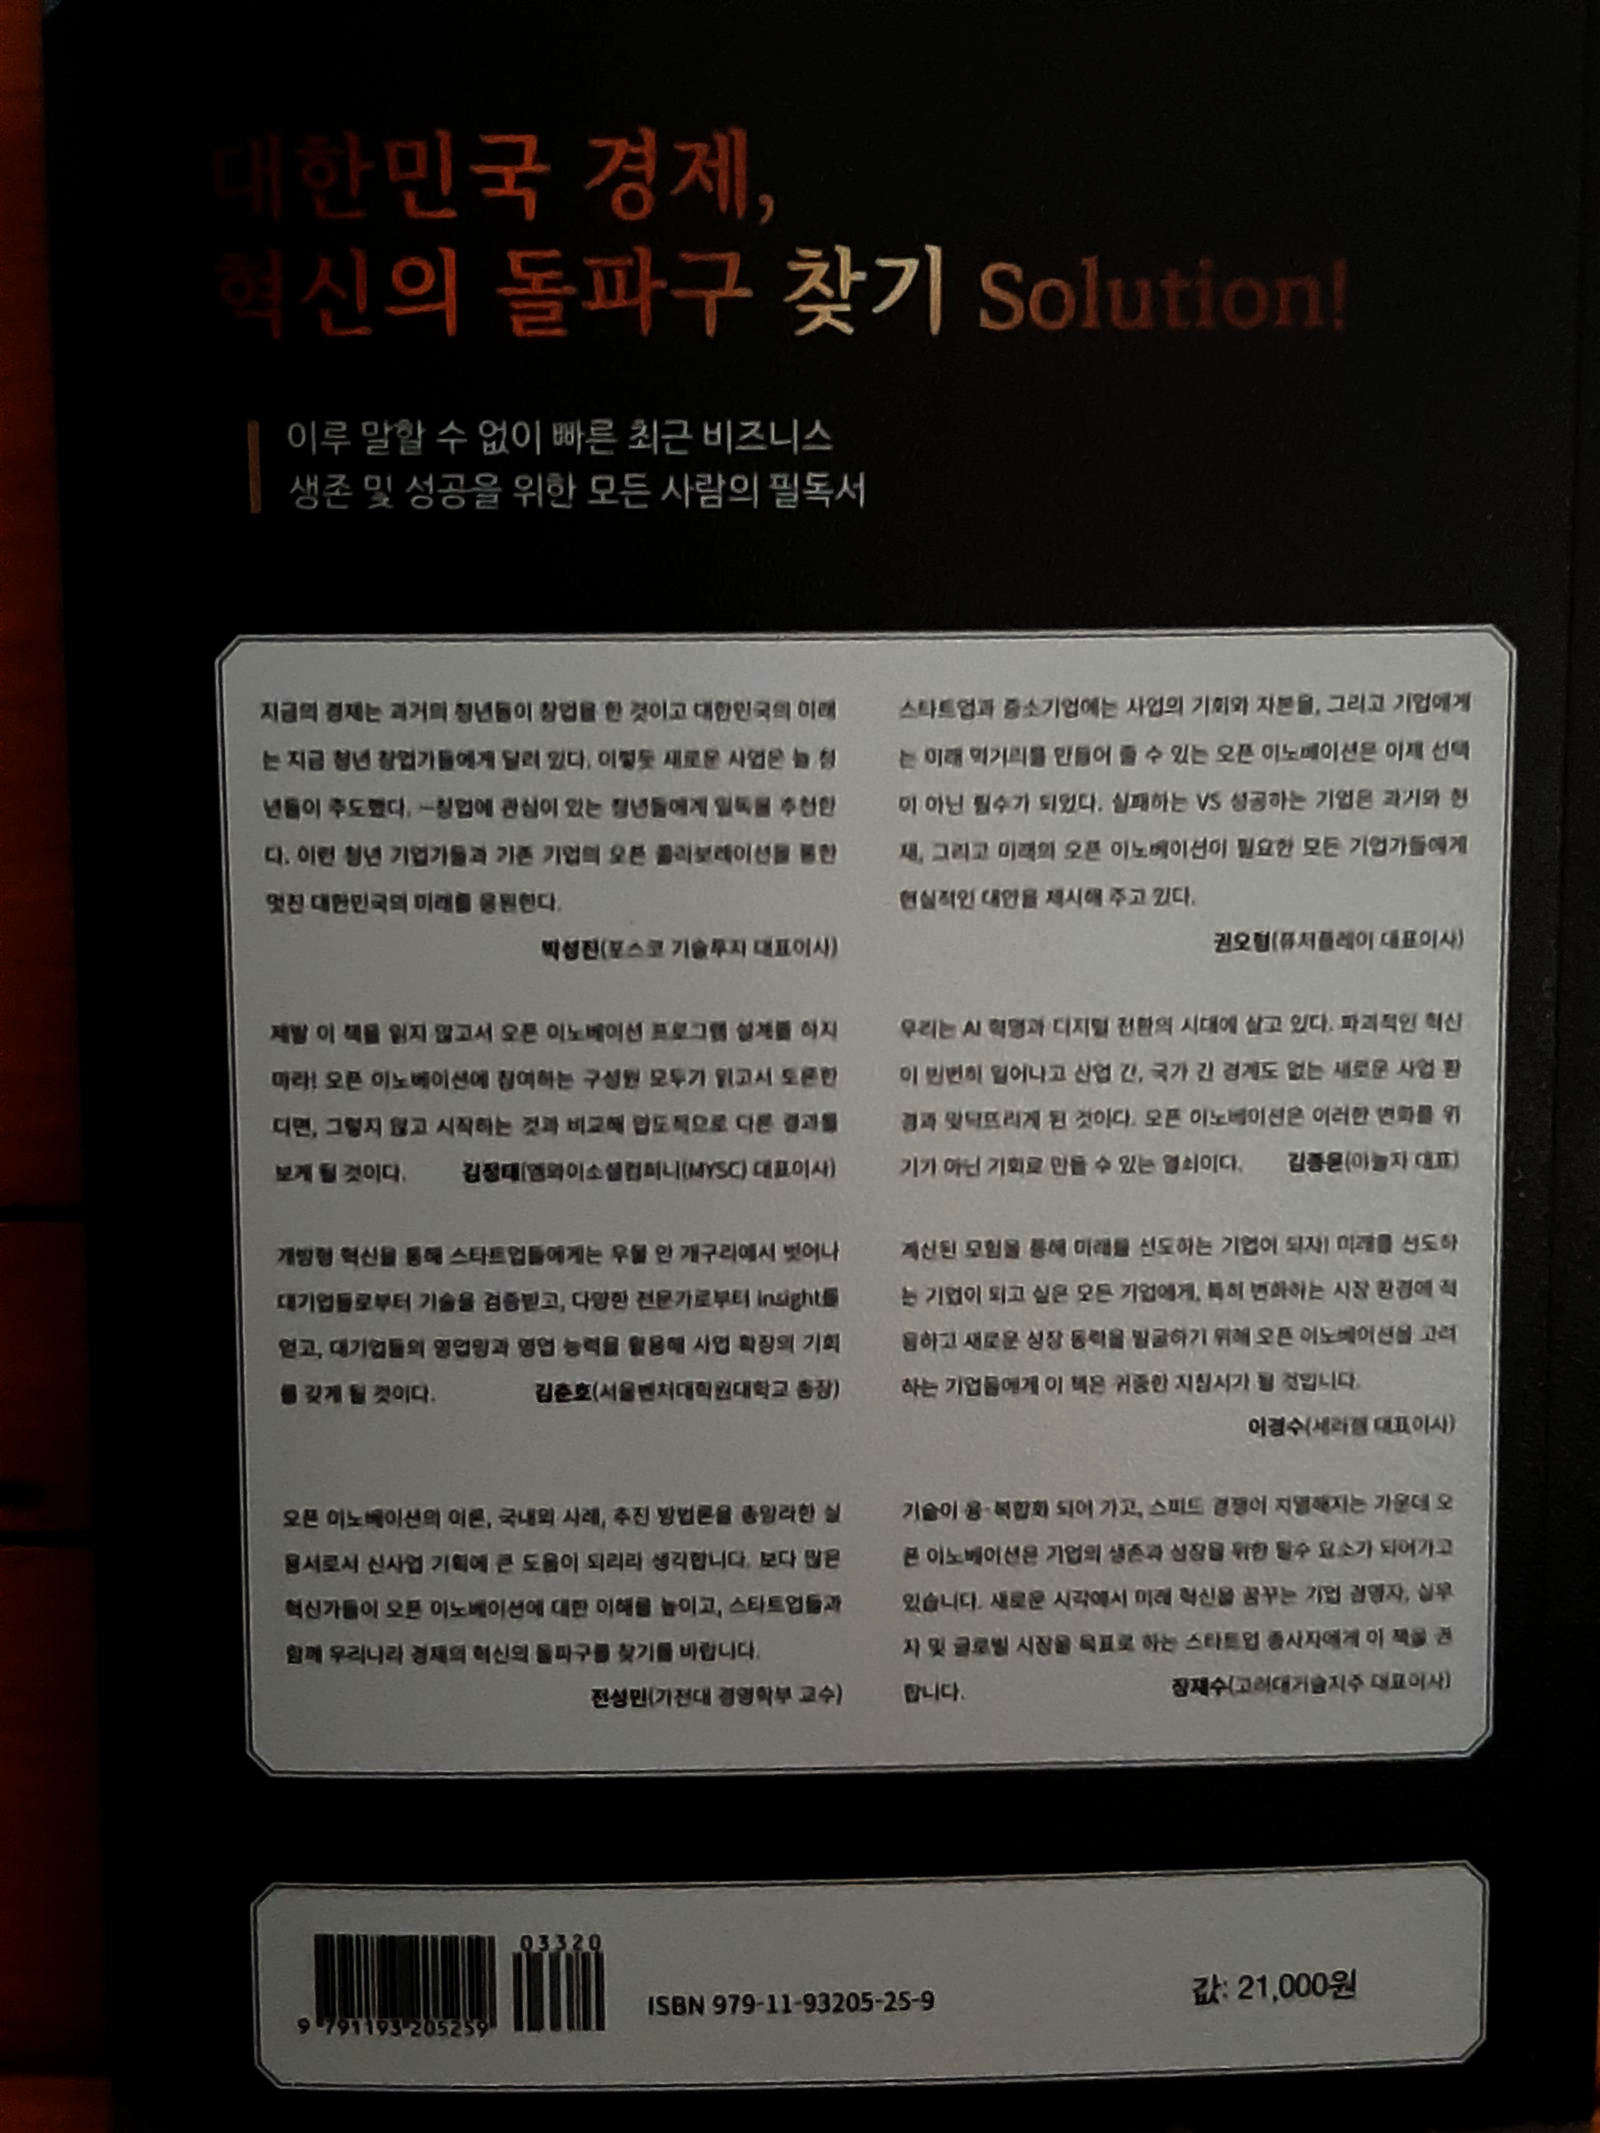 대한민국 경제,
혁신의 돌파구 찾기 Solution!
이루 말할 수 없이 빠른 최근 비즈니스
생존 및 성공을 위한 모든 사람의 필독서
지금의 경제는 과거의 청년들이 창업을 한 것이고 대한민국의 미래
는 지금 청년 창업가들에게 달려 있다. 이렇듯 새로운 사업은 늘 청
년들이 주도했다. ~창업에 관심이 있는 청년들에게 일독을 추천한
다. 이런 청년 기업가들과 기존 기업의 오픈 콜라보레이션을 통한
멋진 대한민국의 미래를 응원한다.
박성진(포스코 기술투자 대표이사)
제발 이 책을 읽지 않고서 오픈 이노베이션 프로그램 설계를 하지
마라! 오픈 이노베이션에 참여하는 구성원 모두가 읽고서 토론한
다면, 그렇지 않고 시작하는 것과 비교해 압도적으로 다른 결과를
보게 될 것이다. 김정태(엠와이소셜컴퍼니(MYSC) 대표이사)
개방형 혁신을 통해 스타트업들에게는 우물 안 개구리에서 벗어나
대기업들로부터 기술을 검증받고, 다양한 전문가로부터 insight를
얻고, 대기업들의 영업망과 영업 능력을 활용해 사업 확장의 기회
를 갖게 될 것이다. 김춘호(서울벤처대학원대학교 총장)
오픈 이노베이션의 이론, 국내외 사례, 추진 방법론을 총망라한 실
용서로서 신사업 기획에 큰 도움이 되리라 생각합니다. 보다 많은
혁신가들이 오픈 이노베이션에 대한 이해를 높이고, 스타트업들과
함께 우리나라 경제의 혁신의 돌파구를 찾기를 바랍니다.
전성민(가천대 경영학부 교수)
스타트업과 중소기업에는 사업의 기회와 자본을, 그리고 기업에게
는 미래 먹거리를 만들어 줄 수 있는 오픈 이노베이션은 이제 선택
이 아닌 필수가 되었다. 실패하는 VS 성공하는 기업은 과거와 현
재, 그리고 미래의 오픈 이노베이션이 필요한 모든 기업가들에게
현실적인 대안을 제시해 주고 있다.
권오형(퓨처플레이 대표이사)
우리는 AI 혁명과 디지털 전환의 시대에 살고 있다. 파괴적인 혁신
이 빈번히 일어나고 산업 간, 국가 간 경계도 없는 새로운 사업 환
경과 맞닥뜨리게 된 것이다. 오픈 이노베이션은 이러한 변화를 위
기가 아닌 기회로 만들 수 있는 열쇠이다. 김종윤(야놀자 대표)
계산된 모험을 통해 미래를 선도하는 기업이 되자! 미래를 선도하
는 기업이 되고 싶은 모든 기업에게, 특히 변화하는 시장 환경에 적
응하고 새로운 성장 동력을 발굴하기 위해 오픈 이노베이션을 고려
하는 기업들에게 이 책은 귀중한 지침서가 될 것입니다.
이경수(세라젬 대표이사)
기술이 융·복합화 되어 가고, 스피드 경쟁이 치열해지는 가운데 오
픈 이노베이션은 기업의 생존과 성장을 위한 필수 요소가 되어가고
있습니다. 새로운 시각에서 미래 혁신을 꿈꾸는 기업 경영자, 실무
자 및 글로벌 시장을 목표로 하는 스타트업 종사자에게 이 책을 권
합니다. 장재수(고려대기술지주 대표이사)
03320
9 791193 205259
ISBN 979-11-93205-25-9
값: 21,000원